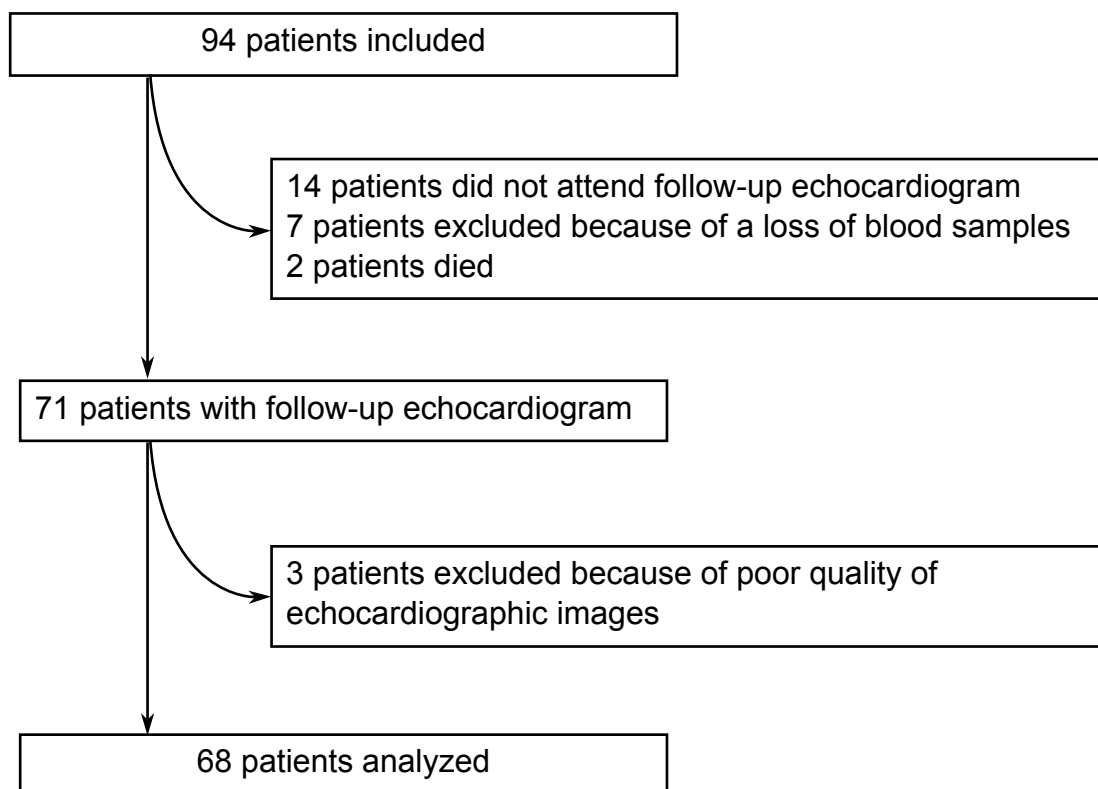 94 patients included
14 patients did not attend follow-up echocardiogram
7 patients excluded because of a loss of blood samples
2 patients died
71 patients with follow-up echocardiogram
3 patients excluded because of poor quality of
echocardiographic images
68 patients analyzed